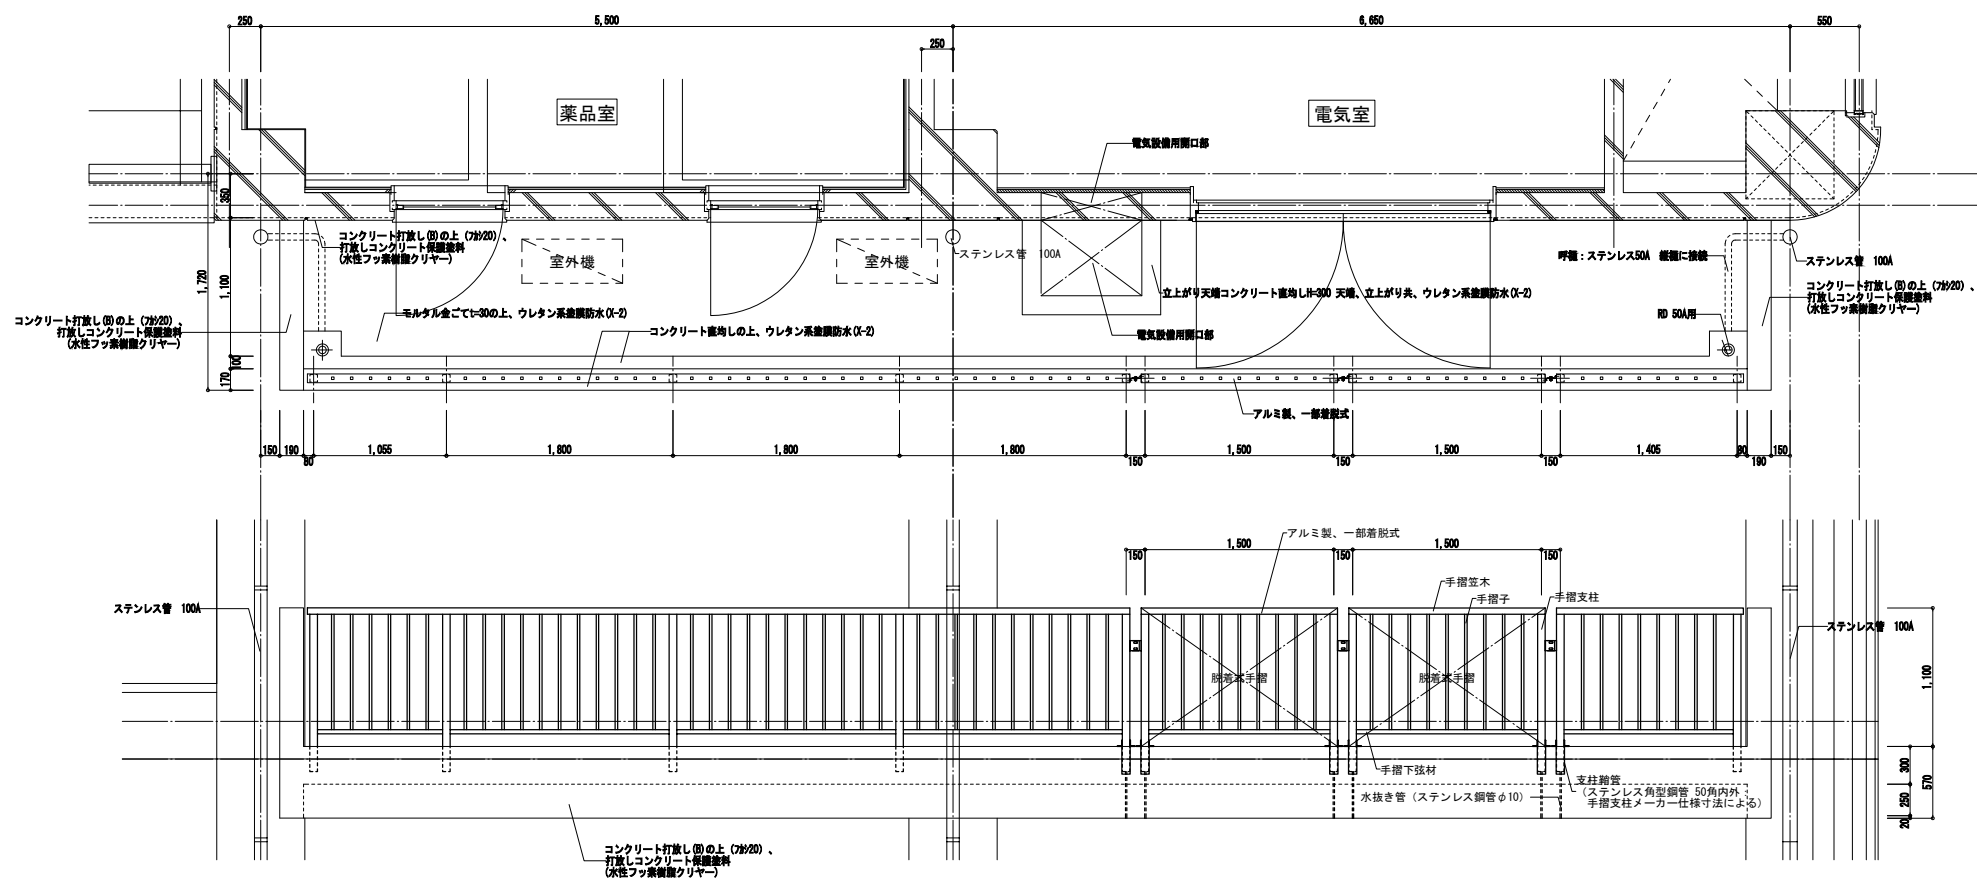 250
5,500
6,650
550
250
薬品室
電気室
電気設備用開口部
350
1,720
1,100
100
170
コンクリート打放し(B)の上 (ﾌｶｼ20)、
打放しコンクリート保護塗料
(水性フッ素樹脂クリヤー)
室外機
室外機
ステンレス管 100A
呼樋：ステンレス50A 縦樋に接続
ステンレス管 100A
コンクリート打放し(B)の上 (ﾌｶｼ20)、
打放しコンクリート保護塗料
(水性フッ素樹脂クリヤー)
立上がり天端コンクリート直均しH=300 天端、立上がり共、ウレタン系塗膜防水(X-2)
モルタル金ごてt=30の上、ウレタン系塗膜防水(X-2)
コンクリート打放し(B)の上 (ﾌｶｼ20)、
打放しコンクリート保護塗料
(水性フッ素樹脂クリヤー)
コンクリート直均しの上、ウレタン系塗膜防水(X-2)
電気設備用開口部
RD 50A用
アルミ製、一部着脱式
150
190
80
1,055
1,800
1,800
1,800
150
1,500
150
1,500
150
1,405
80
190
150
アルミ製、一部着脱式
150
1,500
150
1,500
150
手摺笠木
手摺子
手摺支柱
ステンレス管 100A
ステンレス管 100A
脱着式手摺
脱着式手摺
1,100
手摺下弦材
支柱鞘管
(ステンレス角型鋼管 50角内外
手摺支柱メーカー仕様寸法による)
水抜き管 (ステンレス鋼管φ10)
300
250
20
570
コンクリート打放し(B)の上 (ﾌｶｼ20)、
打放しコンクリート保護塗料
(水性フッ素樹脂クリヤー)